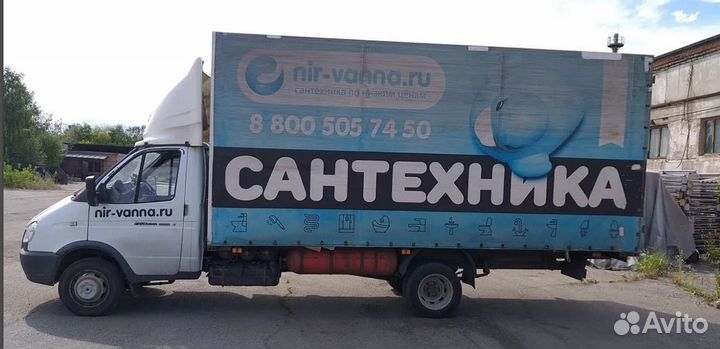 nir-vanna.ru
сантехника по низким ценам
8 800 505 74 50
САНТЕХНИКА
nir-vanna.ru
Avito